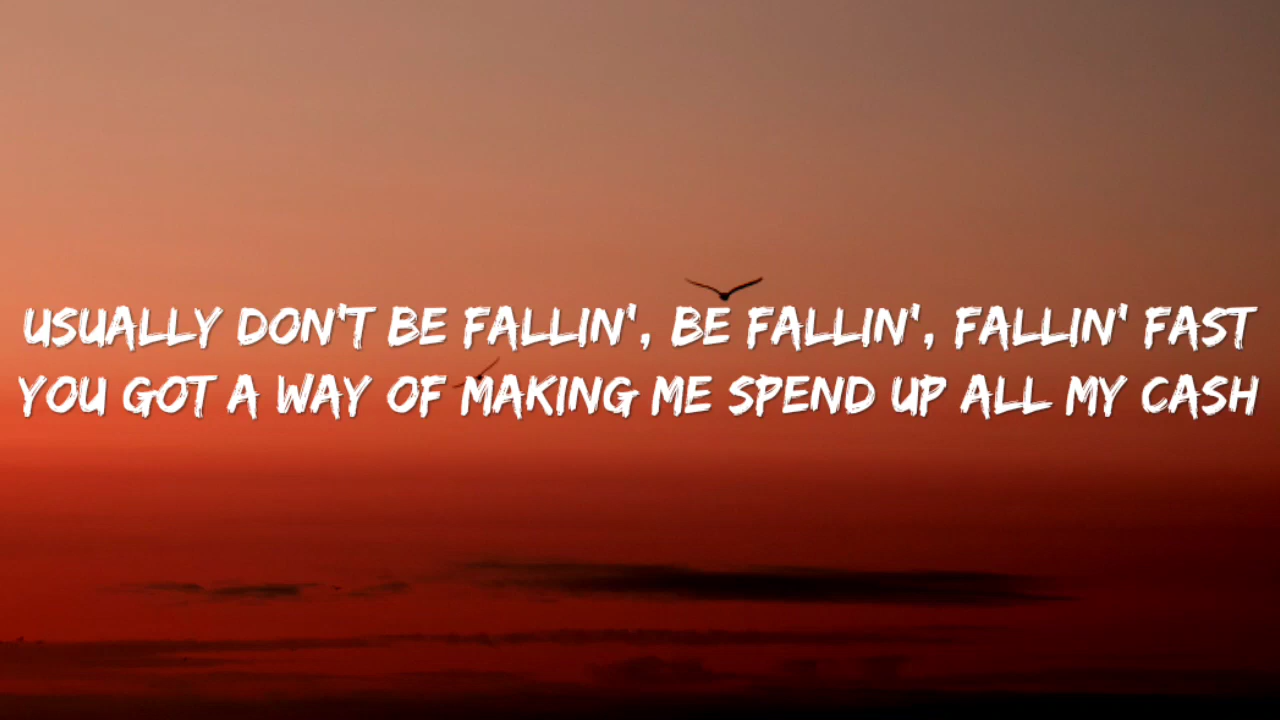 USUALLY DON'T BE FALLIN', BE FALLIN', FALLIN' FAST
YOU GOT A WAY OF MAKING ME SPEND UP ALL MY CASH